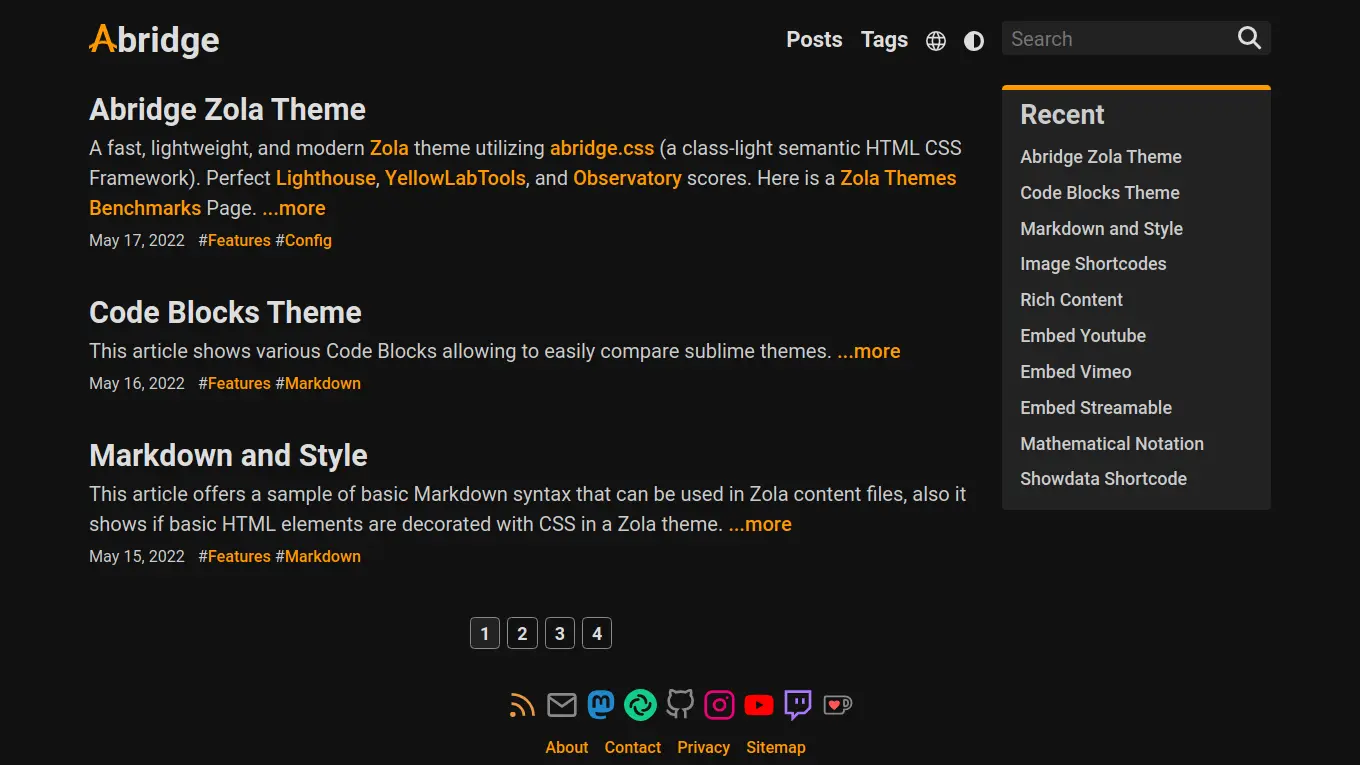 Abridge
Posts Tags
Search
Abridge Zola Theme
A fast, lightweight, and modern Zola theme utilizing abridge.css (a class-light semantic HTML CSS
Framework). Perfect Lighthouse, YellowLabTools, and Observatory scores. Here is a Zola Themes
Benchmarks Page. ...more
May 17, 2022 #Features #Config
Code Blocks Theme
This article shows various Code Blocks allowing to easily compare sublime themes. ...more
May 16, 2022 #Features #Markdown
Markdown and Style
This article offers a sample of basic Markdown syntax that can be used in Zola content files, also it
shows if basic HTML elements are decorated with CSS in a Zola theme. ...more
May 15, 2022 #Features #Markdown
Recent
Abridge Zola Theme
Code Blocks Theme
Markdown and Style
Image Shortcodes
Rich Content
Embed Youtube
Embed Vimeo
Embed Streamable
Mathematical Notation
Showdata Shortcode
1 2 3 4
About Contact Privacy Sitemap